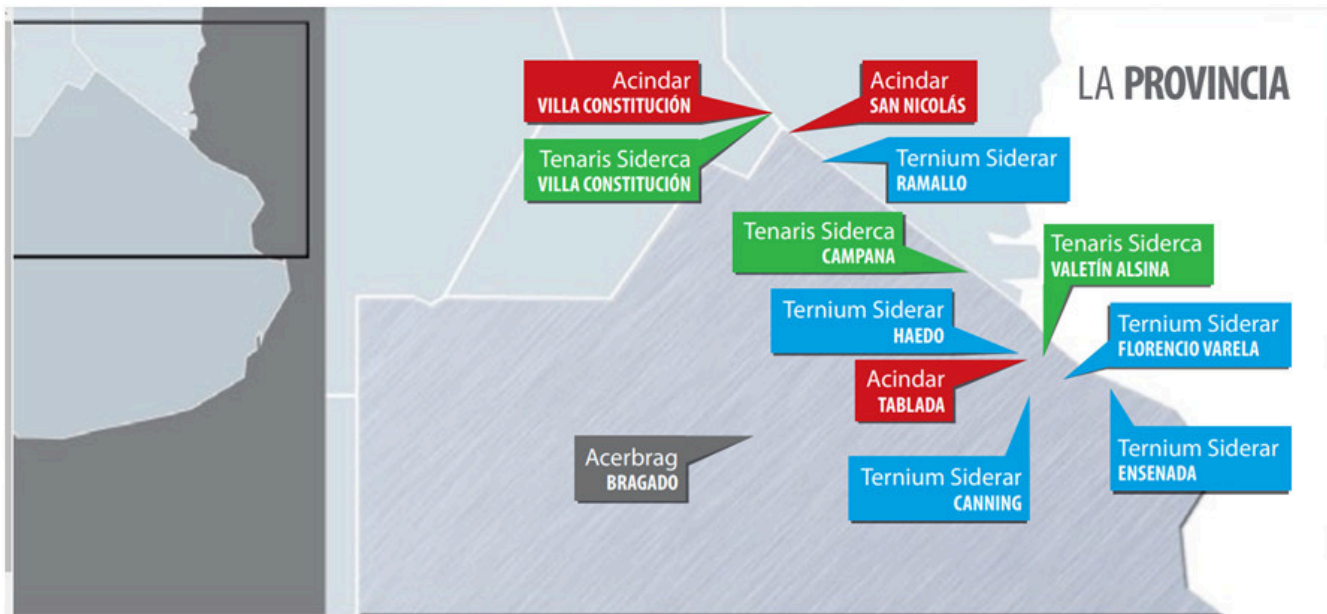 LA PROVINCIA
Acindar
VILLA CONSTITUCIÓN
Acindar
SAN NICOLÁS
Tenaris Siderca
VILLA CONSTITUCIÓN
Ternium Siderar
RAMALLO
Tenaris Siderca
CAMPANA
Tenaris Siderca
VALETÍN ALSINA
Ternium Siderar
HAEDO
Ternium Siderar
FLORENCIO VARELA
Acindar
TABLADA
Acerbrag
BRAGADO
Ternium Siderar
CANNING
Ternium Siderar
ENSENADA